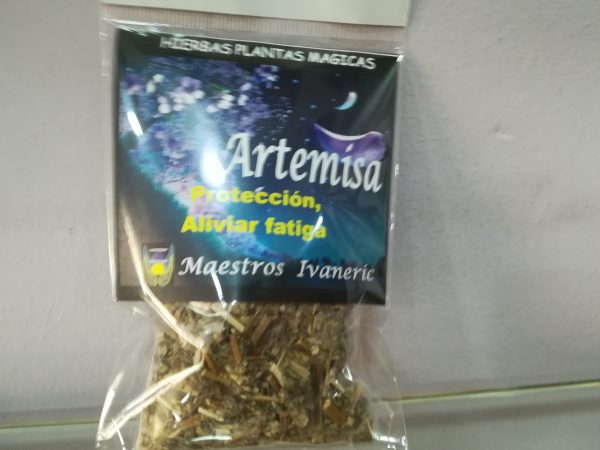 HIERBAS PLANTAS MAGICAS
Artemisa
Protección,
Aliviar fatiga
Maestros Ivaneric